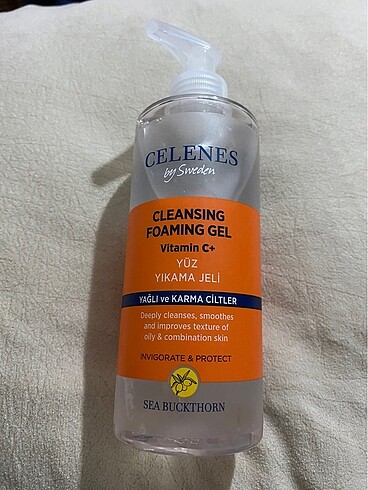 CELENES
by Sweden
CLEANSING
FOAMING GEL
Vitamin C+
YÜZ
YIKAMA JELİ
YAĞLI ve KARMA CİLTLER
Deeply cleanses, smoothes
and improves texture of
oily & combination skin
INVIGORATE & PROTECT
SEA BUCKTHORN